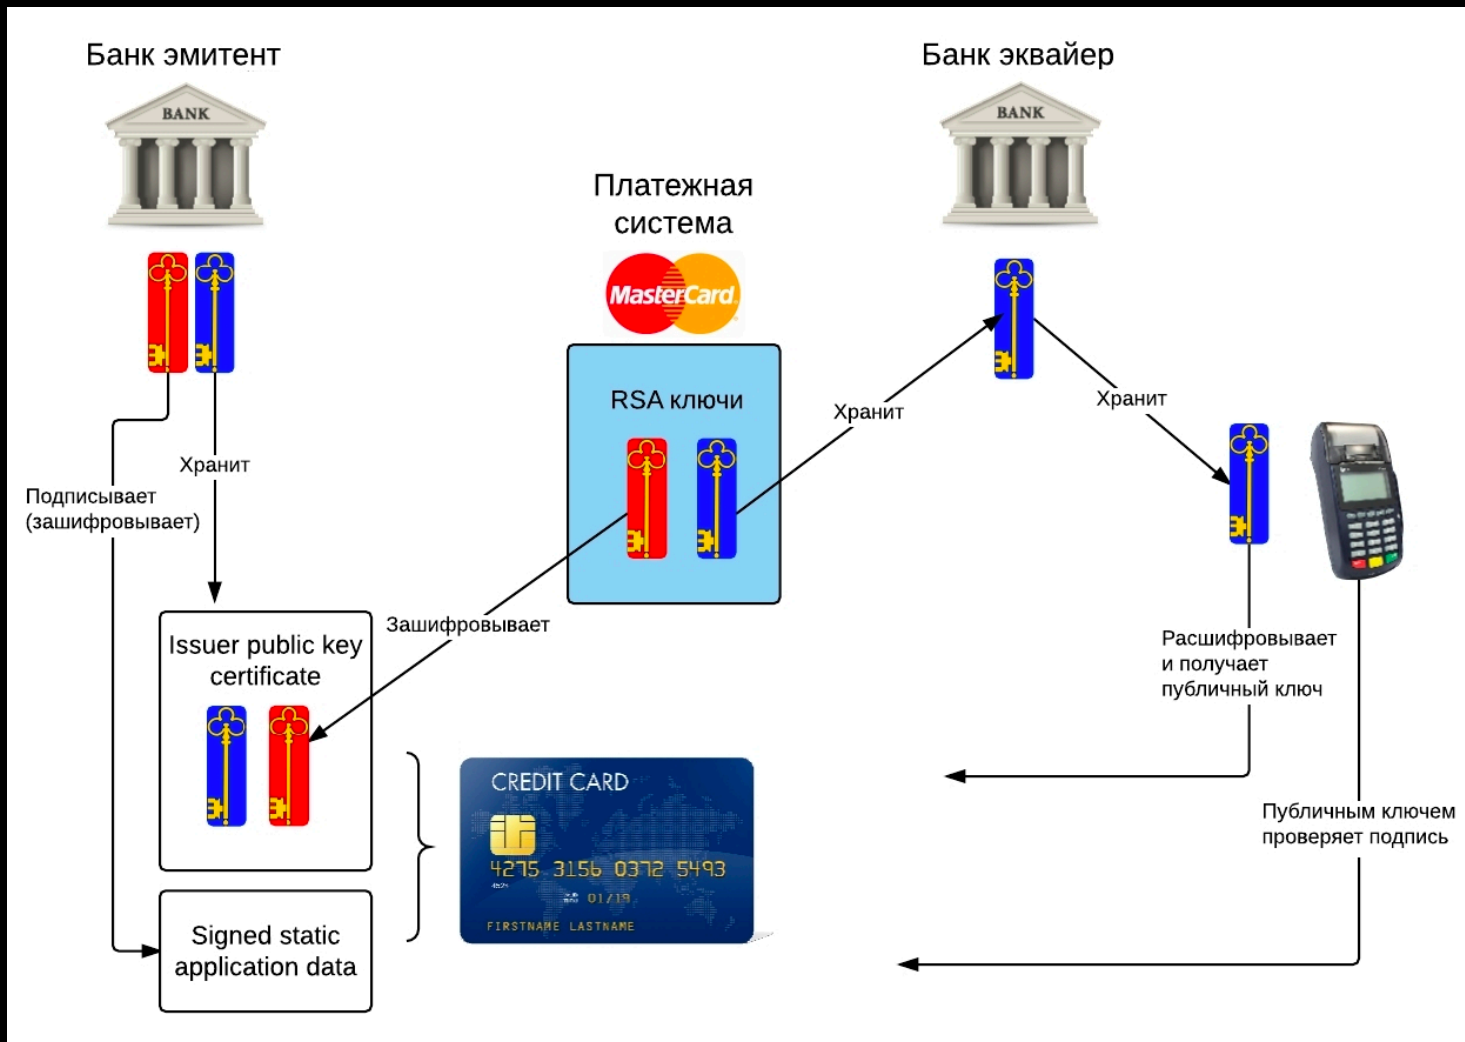 Банк эмитент
Банк эквайер
BANK
BANK
Платежная
система
MasterCard
RSA ключи
Хранит
Хранит
Хранит
Подписывает
(зашифровывает)
Зашифровывает
Issuer public key
certificate
Расшифровывает
и получает
публичный ключ
CREDIT CARD
4275 3156 0372 5493
01/19
FIRSTNAME LASTNAME
Публичным ключем
проверяет подпись
Signed static
application data